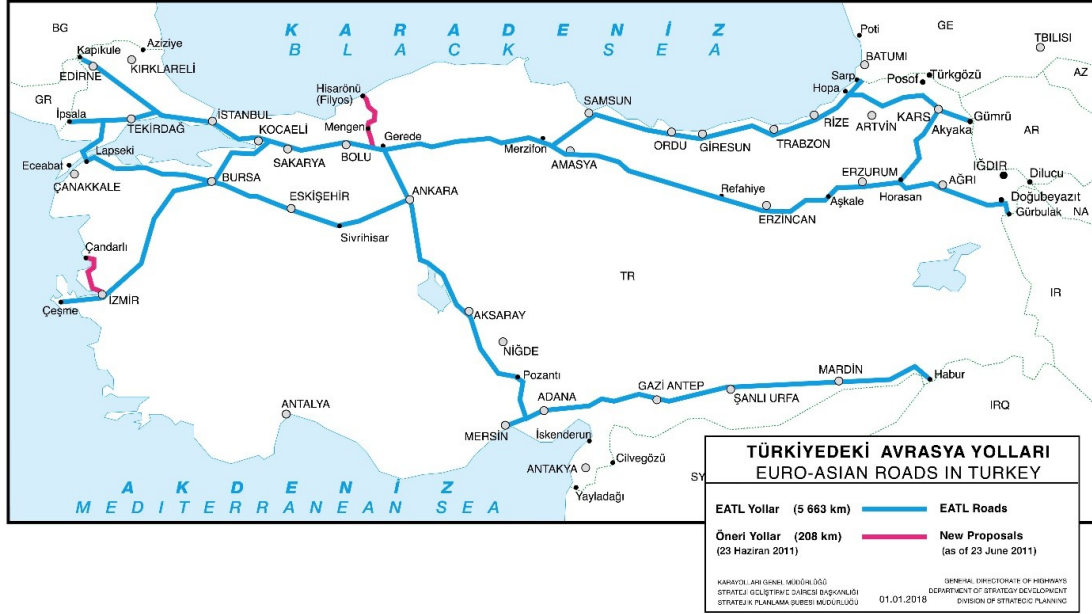 KARADENİZ
BLACK SEA
BG
Kapıkule
Aziziye
EDIRNE
KIRKLARELİ
GR
İpsala
TEKİRDAĞ
İSTANBUL
KOCAELİ
Hisarönü
(Filyos)
Mengen
Gerede
SAKARYA
BOLU
Eceabat
Lapseki
ÇANAKKALE
BURSA
ESKİŞEHİR
Sivrihisar
ANKARA
Merzifon
AMASYA
SAMSUN
ORDU
GİRESUN
TRABZON
RİZE
Poti
GE
BATUMI
Sarp
Hopa
Posof
Türkgözü
TBILISI
AZ
ARTVİN
KARS
Akyaka
Gümrü
AR
IĞDIR
Dilucu
Doğubeyazıt
Gürbulak
NA
AĞRI
Horasan
ERZURUM
Aşkale
ERZİNCAN
Refahiye
Çandarlı
İZMİR
Çeşme
TR
IR
AKSARAY
NİĞDE
Pozantı
ADANA
MERSİN
GAZİ ANTEP
ŞANLI URFA
MARDİN
Habur
IRQ
ANTALYA
İskenderun
ANTAKYA
Cilvegözü
Yayladağı
SY
AKDENİZ
MEDITERRANEAN SEA
TÜRKİYEDEKİ AVRASYA YOLLARI
EURO-ASIAN ROADS IN TURKEY
EATL Yollar (5 663 km) EATL Roads
Öneri Yollar (208 km) New Proposals
(23 Haziran 2011) (as of 23 June 2011)
KARAYOLLARI GENEL MÜDÜRLÜĞÜ
STRATEJİ GELİŞTİRME DAİRESİ BAŞKANLIĞI
STRATEJİK PLANLAMA ŞUBESİ MÜDÜRLÜĞÜ
01.01.2018
GENERAL DIRECTORATE OF HIGHWAYS
DEPARTMENT OF STRATEGY DEVELOPMENT
DIVISION OF STRATEGIC PLANNING